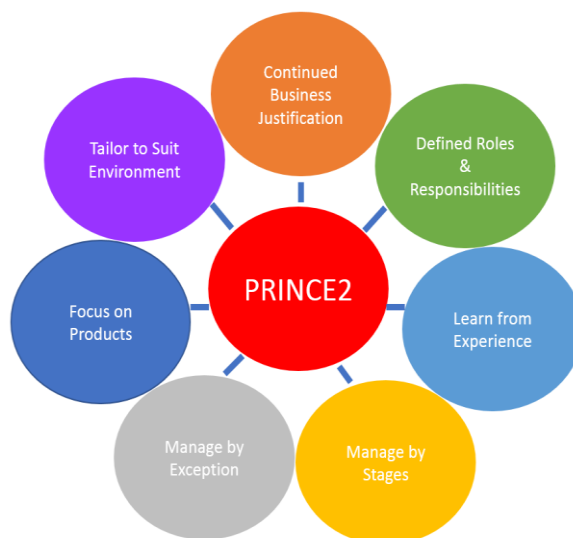 Continued
Business
Justification
Defined Roles
&
Responsibilities
Learn from
Experience
Manage by
Stages
Manage by
Exception
Focus on
Products
Tailor to Suit
Environment
PRINCE2